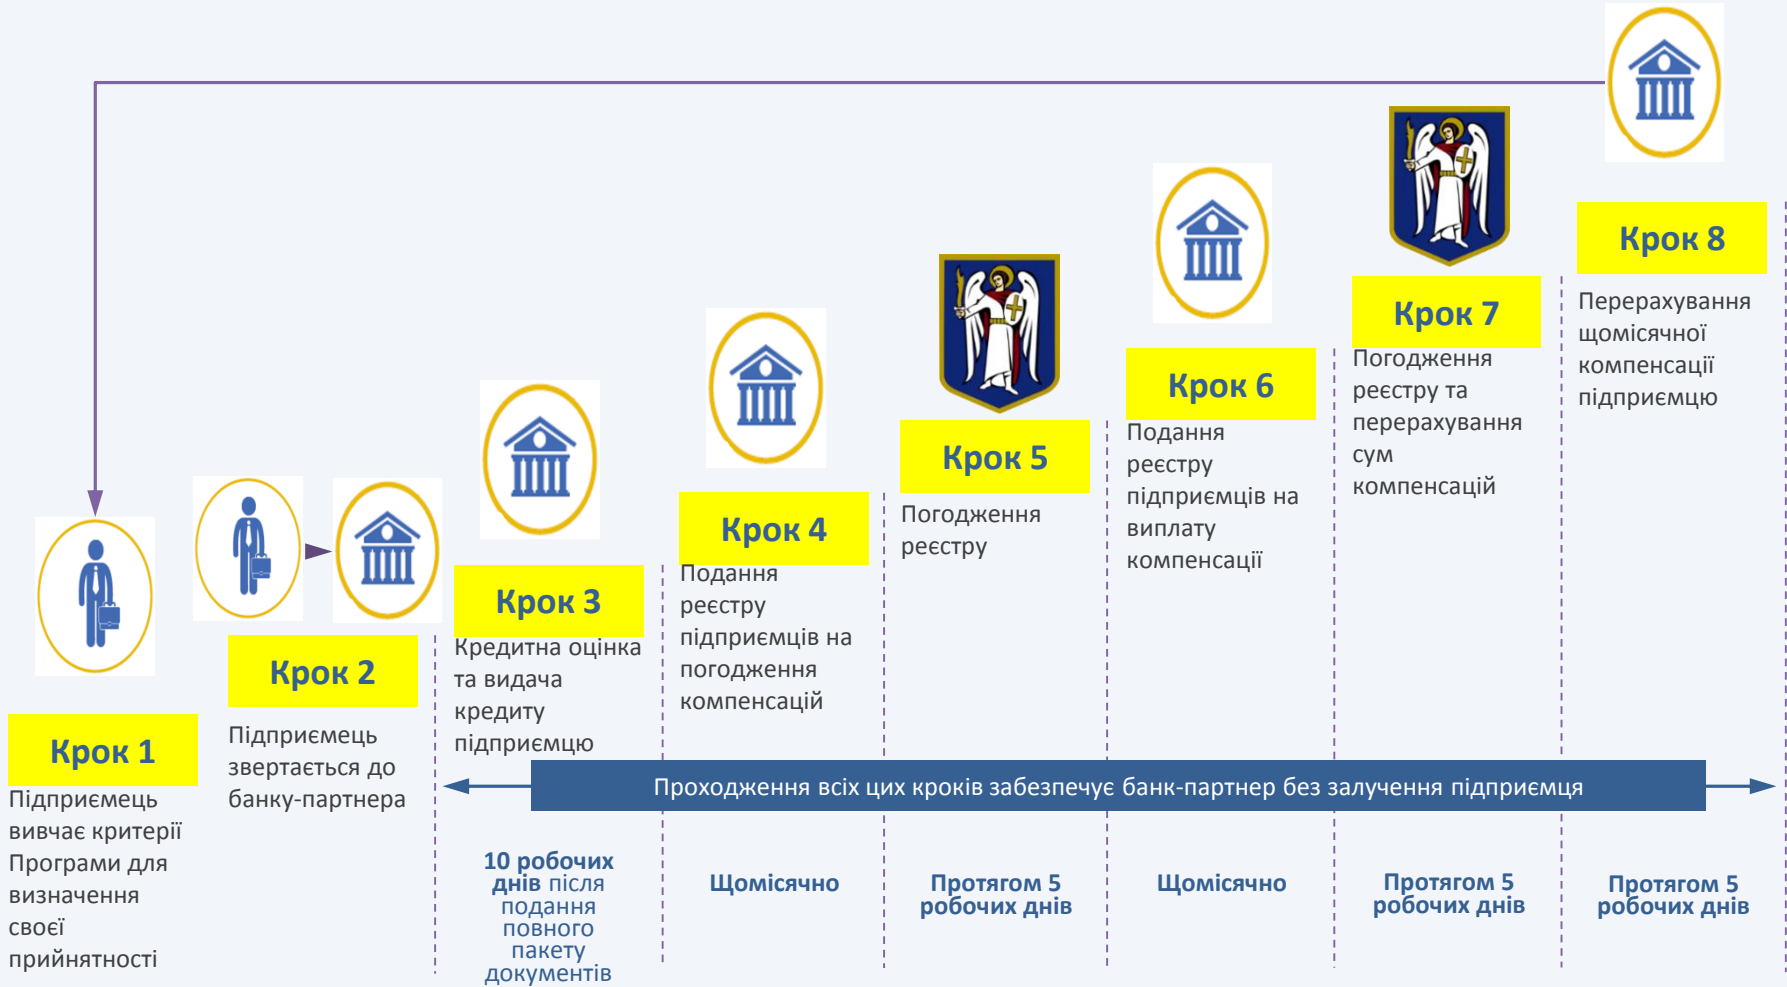 Крок 1
Підприємець
вивчає критерії
Програми для
визначення
своєї
прийнятності
Крок 2
Підприємець
звертається до
банку-партнера
Крок 3
Кредитна оцінка
та видача
кредиту
підприємцю
10 робочих
днів після
подання
повного
пакету
документів
Крок 4
Подання
реєстру
підприємців на
погодження
компенсацій
Щомісячно
Крок 5
Погодження
реєстру
Протягом 5
робочих днів
Крок 6
Подання
реєстру
підприємців на
виплату
компенсації
Щомісячно
Крок 7
Погодження
реєстру та
перерахування
сум
компенсацій
Протягом 5
робочих днів
Крок 8
Перерахування
щомісячної
компенсації
підприємцю
Протягом 5
робочих днів
Проходження всіх цих кроків забезпечує банк-партнер без залучення підприємця